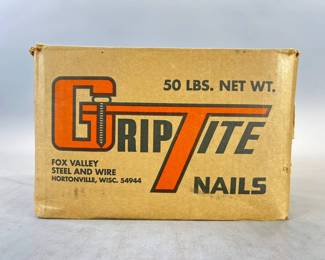 50 LBS. NET WT.
GRIPTITE
FOX VALLEY
STEEL AND WIRE
HORTONVILLE, WISC. 54944
NAILS